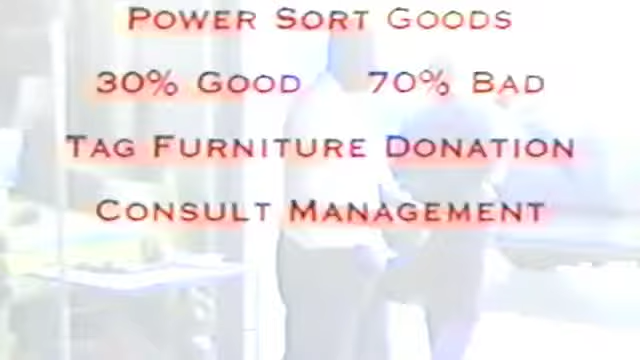 POWER SORT GOODS
30% GOOD 70% BAD
TAG FURNITURE DONATION
CONSULT MANAGEMENT